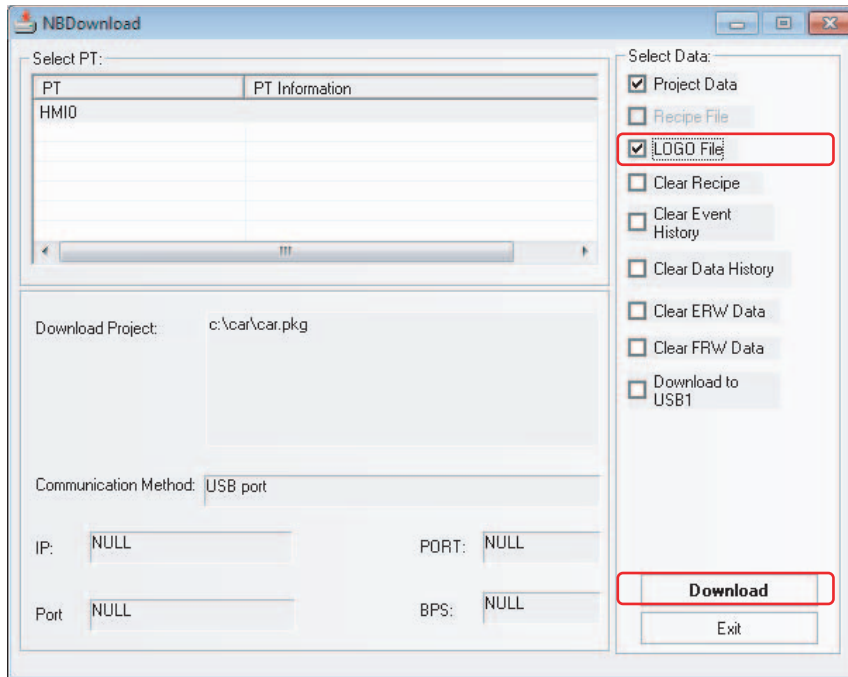 NBDownload
Select PT:
PT PT Information
HMI0
Download Project: c:\car\car.pkg
Communication Method: USB port
IP: NULL PORT: NULL
Port NULL BPS: NULL
Select Data:
Project Data
Recipe File
LOGO File
Clear Recipe
Clear Event
History
Clear Data History
Clear ERW Data
Clear FRW Data
Download to
USB1
Download
Exit